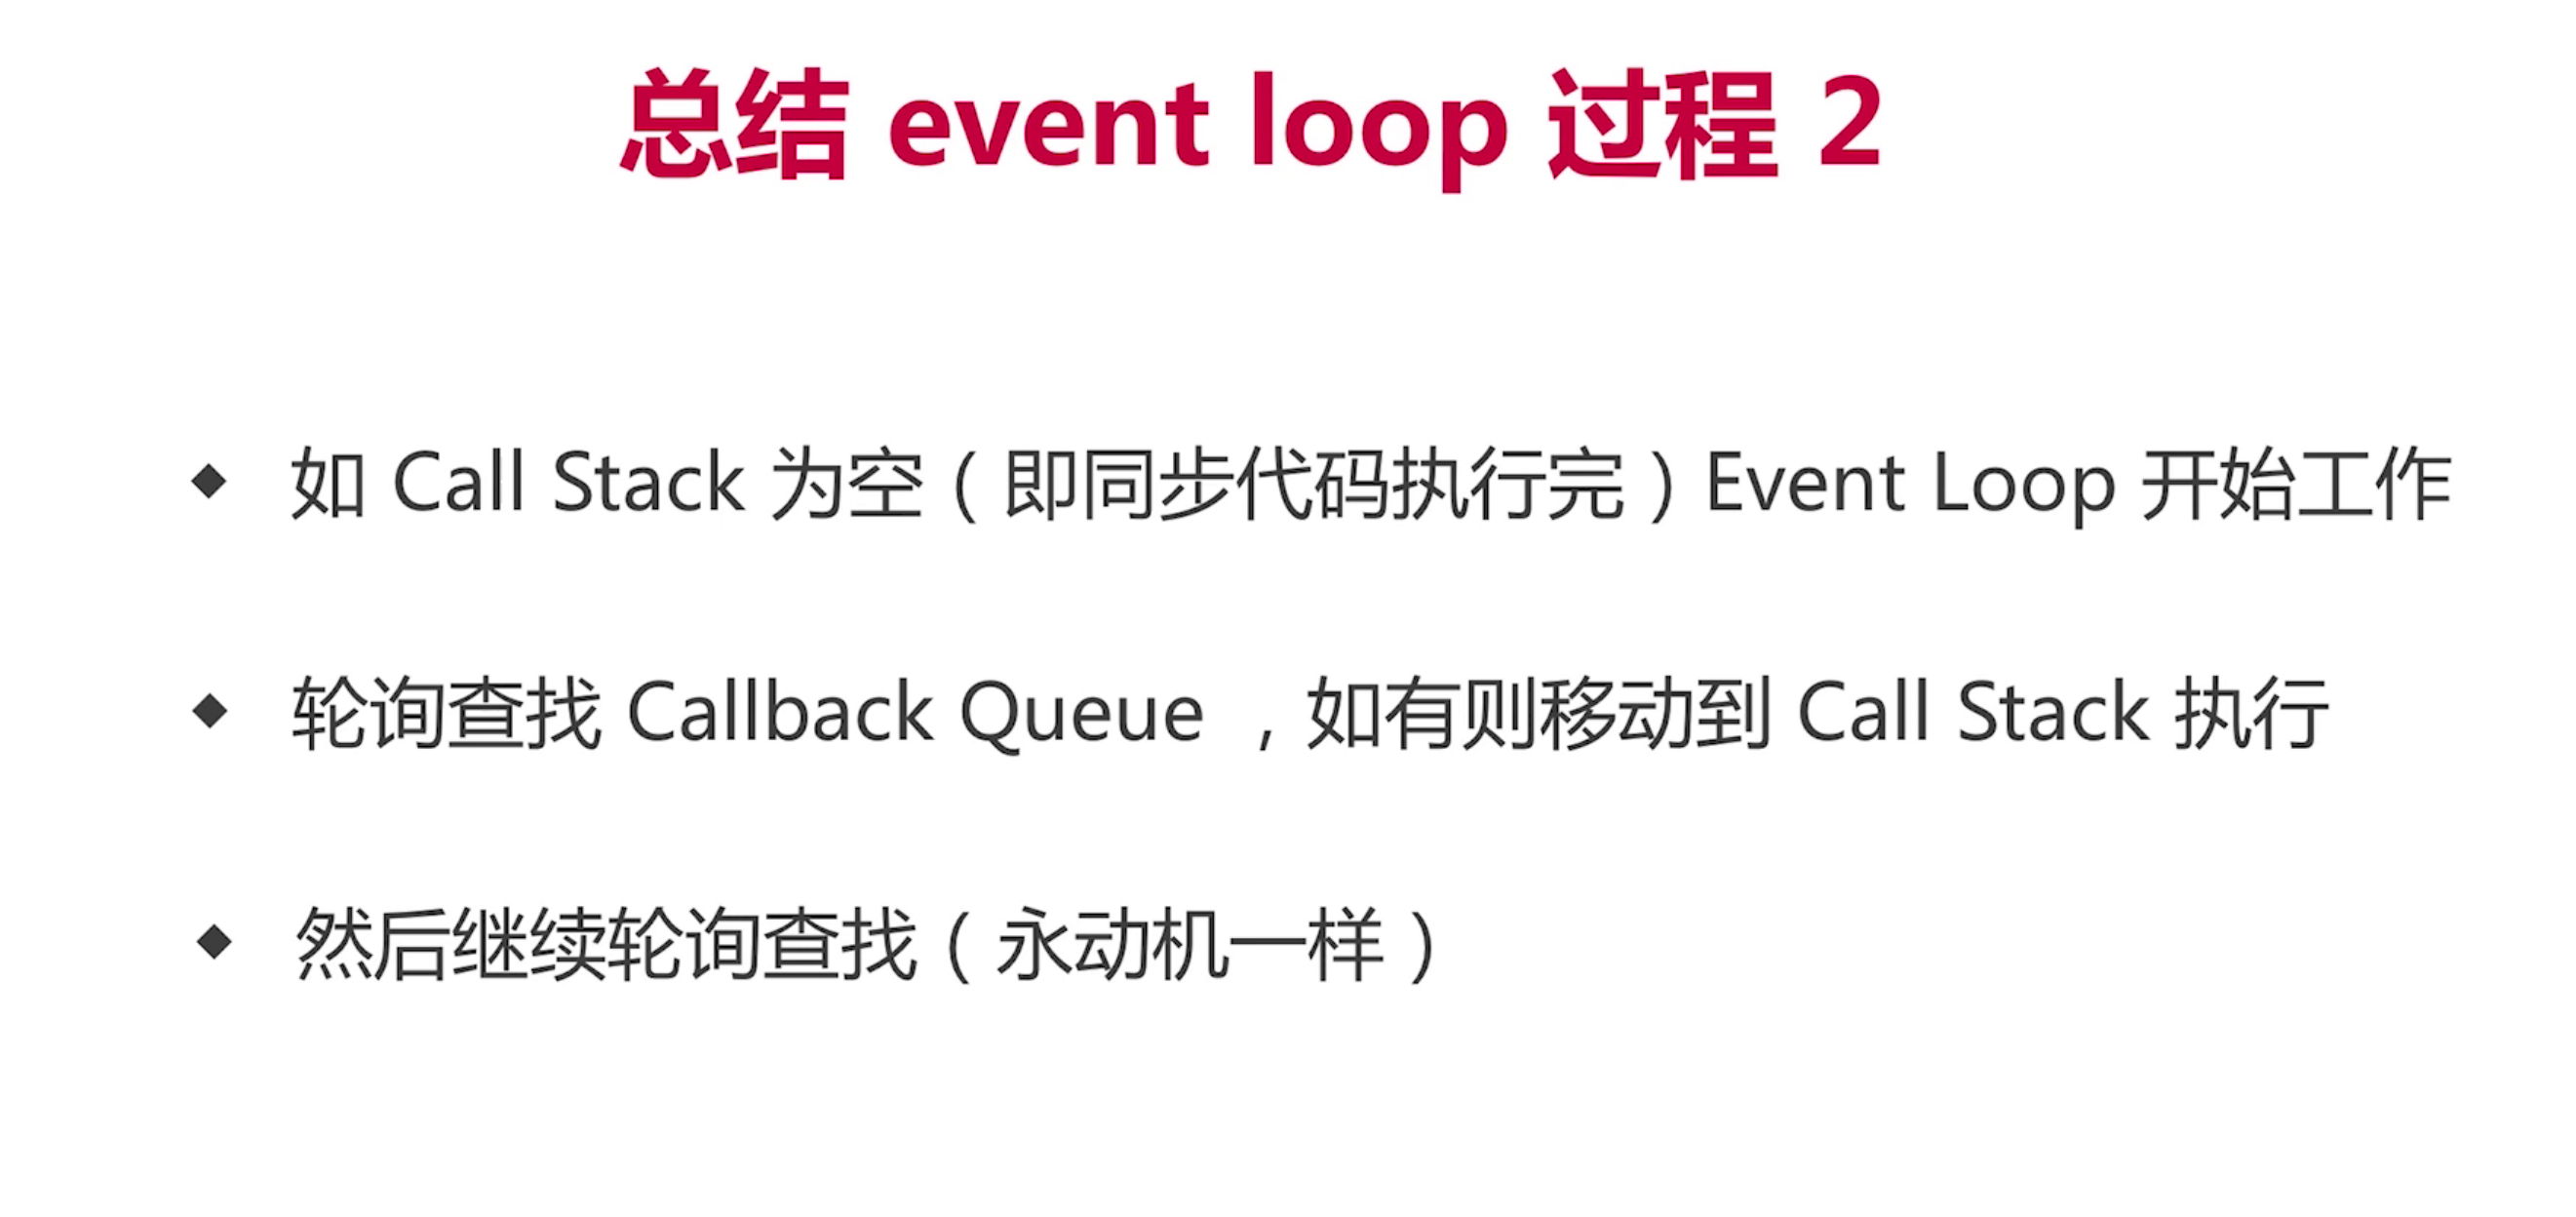 总结 event loop 过程 2
◆ 如 Call Stack 为空（即同步代码执行完）Event Loop 开始工作
◆ 轮询查找 Callback Queue ，如有则移动到 Call Stack 执行
◆ 然后继续轮询查找（永动机一样）